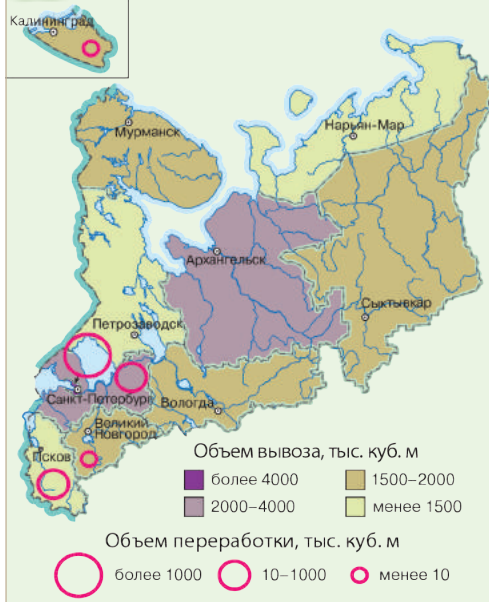 Калининград
Мурманск
Нарьян-Мар
Архангельск
Сыктывкар
Петрозаводск
Санкт-Петербург
Вологда
Великий
Новгород
Псков
Объем вывоза, тыс. куб. м
более 4000
1500–2000
2000–4000
менее 1500
Объем переработки, тыс. куб. м
более 1000
10–1000
менее 10